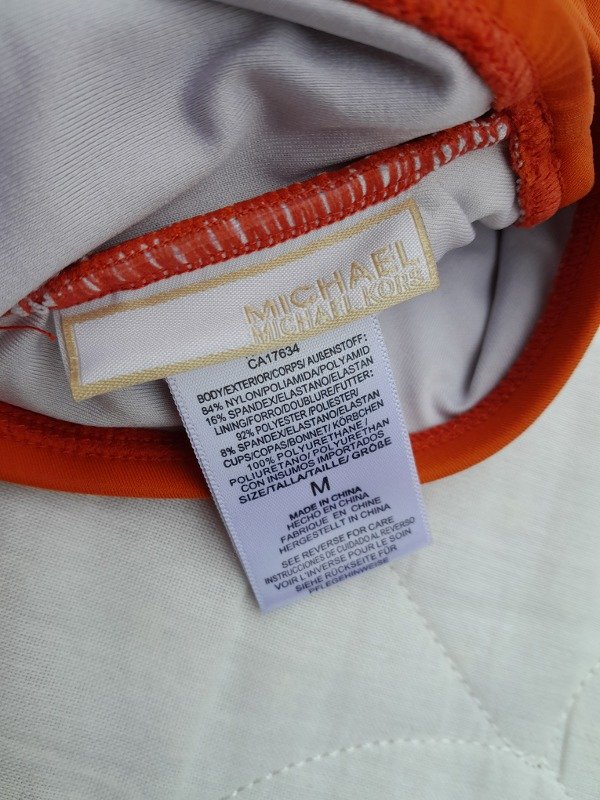 MICHAEL
MICHAEL KORS
CA17634
BODY/EXTERIOR/CORPS/AUßENSTOFF:
84% NYLON/POLIAMIDA/POLYAMID
16% SPANDEX/ELASTANO/ELASTAN
LINING/FORRO/DOUBLURE/FUTTER:
92% POLYESTER/POLIESTER/
8% SPANDEX/ELASTANO/ELASTAN
CUPS/COPAS/BONNET/KÖRBCHEN
100% POLYURETHANE/
POLIURETANO/POLYURETHAN
CON INSUMOS IMPORTADOS
SIZE/TALLA/TAILLE/GRÖßE
M
MADE IN CHINA
HECHO EN CHINA
FABRIQUE EN CHINE
HERGESTELLT IN CHINA
SEE REVERSE FOR CARE
INSTRUCCIONES DE CUIDADO AL REVERSO
VOIR L'INVERSE POUR LE SOIN
SIEHE RÜCKSEITE FÜR
PFLEGEHINWEISE